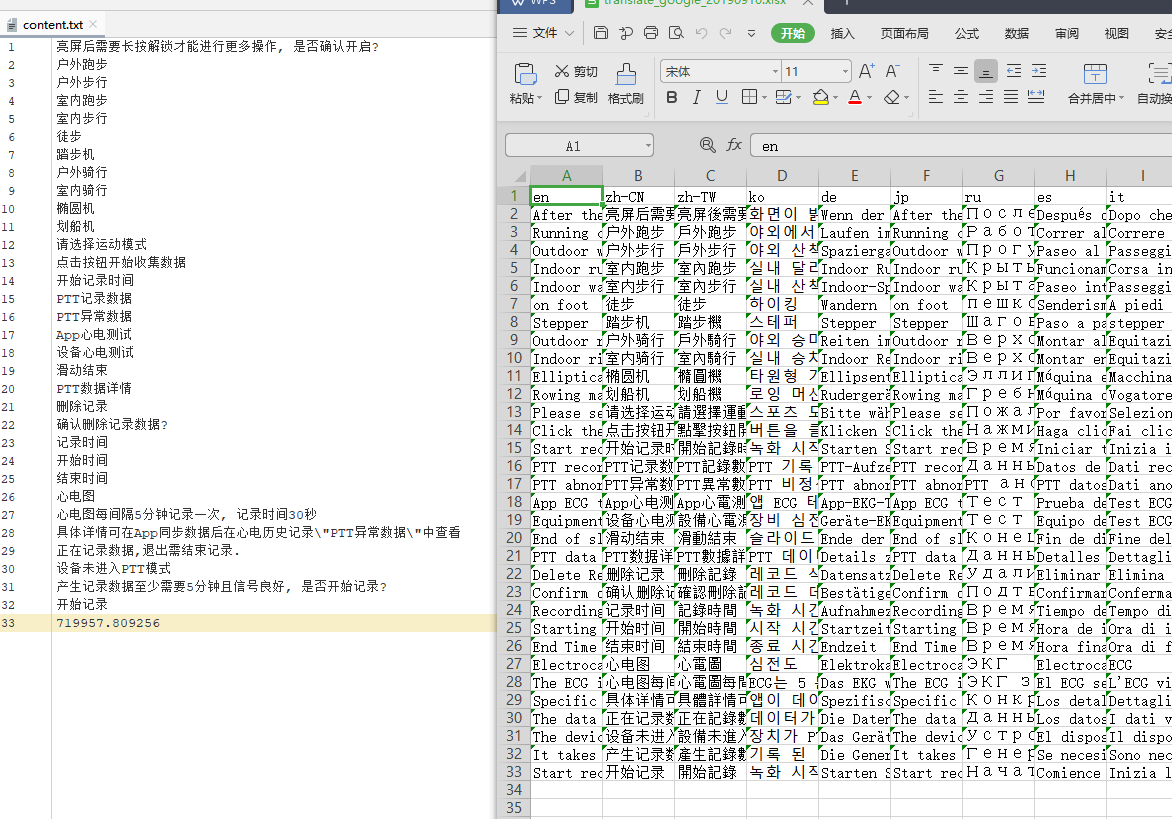 content.txt
1 亮屏后需要长按解锁才能进行更多操作, 是否确认开启?
2 户外跑步
3 户外步行
4 室内跑步
5 室内步行
6 徒步
7 踏步机
8 户外骑行
9 室内骑行
10 椭圆机
11 划船机
12 请选择运动模式
13 点击按钮开始收集数据
14 开始记录时间
15 PTT记录数据
16 PTT异常数据
17 App心电测试
18 设备心电测试
19 滑动结束
20 PTT数据详情
21 删除记录
22 确认删除记录数据?
23 记录时间
24 开始时间
25 结束时间
26 心电图
27 心电图每间隔5分钟记录一次, 记录时间30秒
28 具体详情可在App同步数据后在心电历史记录\"PTT异常数据\"中查看
29 正在记录数据,退出需结束记录.
30 设备未进入PTT模式
31 产生记录数据至少需要5分钟且信号良好, 是否开始记录?
32 开始记录
33 719957.809256
WPS translate_google_20190910.xlsx
文件 开始 插入 页面布局 公式 数据 审阅 视图 安全
粘贴 剪切 复制 格式刷 宋体 11 A+ A- B I U A 合并居中 自动换
A1 fx en
A B C D E F G H I
1 en zh-CN zh-TW ko de jp ru es it
2 After the 亮屏后需要 亮屏後需要 화면이 Wenn der After the После Después Dopo che
3 Running 户外跑步 戶外跑步 야외에서 Laufen im Running Работ Correr al Correre
4 Outdoor w 户外步行 戶外步行 야외 산책 Spazierga Outdoor w Прогу Paseo al Passeggi
5 Indoor ru 室内跑步 室內跑步 실내 달리 Indoor Ru Indoor ru Крыть Funcionam Corsa in
6 Indoor wa 室内步行 室內步行 실내 산책 Indoor-Sp Indoor wa Крыта Paseo int Passeggi
7 on foot 徒步 徒步 하이킹 Wandern on foot пешко Senderism A piedi
8 Stepper 踏步机 踏步機 스테퍼 Stepper Stepper Шагов Paso a pa stepper
9 Outdoor r 户外骑行 戶外騎行 야외 승마 Reiten im Outdoor r Верхо Montar al Equitazi
10 Indoor ri 室内骑行 室內騎行 실내 승차 Indoor Re Indoor ri Верхо Montar en Equitazi
11 Elliptica 椭圆机 橢圓機 타원형 Ellipsent Elliptica Эллип Máquina e Macchina
12 Rowing ma 划船机 划船機 로잉 머신 Rudergerä Rowing ma Гребн Máquina d Vogatore
13 Please se 请选择运动 請選擇運動 스포츠 Bitte wäh Please se Пожал Por favor Selezion
14 Click the 点击按钮开 點擊按鈕開 버튼을 Klicken S Click the Нажми Haga clic Fai clic
15 Start rec 开始记录时 開始記錄時 녹화 시작 Starten S Start rec Время Iniciar t Inizia i
16 PTT recor PTT记录数 PTT記錄數 PTT 기록 PTT-Aufze PTT recor данны Datos de Dati rec
17 PTT abnor PTT异常数 PTT異常數 PTT 비정 PTT abnor PTT ан PTT datos Dati ano
18 App ECG t App心电测 App心電測 앱 ECG 테 App-EKG-T App ECG t Тест Prueba de Test ECG
19 Equipment 设备心电测 設備心電測 장비 심전 Geräte-EK Equipment Тест Equipo de Test ECG
20 End of sl 滑动结束 滑動結束 슬라이드 Ende der End of sl Конец Fin de di Fine del
21 PTT data PTT数据详 PTT數據詳 PTT 데이 Details z PTT data данны Detalles Dettagli
22 Delete Re 删除记录 刪除記錄 레코드 Datensatz Delete Re удали Eliminar Elimina
23 Confirm d 确认删除记 確認刪除記 레코드 Bestätige Confirm d Подтв Confirmar Conferma
24 Recording 记录时间 記錄時間 녹화 시간 Aufnahmez Recording Время Tiempo de Tempo di
25 Starting 开始时间 開始時間 시작 시간 Startzeit Starting Время Hora de i Ora di i
26 End Time 结束时间 結束時間 종료 시간 Endzeit End Time Время Hora fina Ora di f
27 Electroca 心电图 心電圖 심전도 Elektroka Electroca ЭКГ Electroca ECG
28 The ECG i 心电图每间 心電圖每間 ECG는 5 Das EKG w The ECG i ЭКГ з El ECG se L'ECG vi
29 Specific 具体详情可 具體詳情可 앱이 데이 Spezifisc Specific Конкр Los detal Dettagli
30 The data 正在记录数 正在記錄數 데이터가 Die Daten The data Данны Los datos I dati v
31 The devic 设备未进入 設備未進入 장치가 P Das Gerät The devic Устро El dispos Il dispo
32 It takes 产生记录数 產生記錄數 기록 된 Die Gener It takes Генер Se necesi Sono nec
33 Start rec 开始记录 開始記錄 녹화 시작 Starten S Start rec Начат Comience Inizia l
34
35